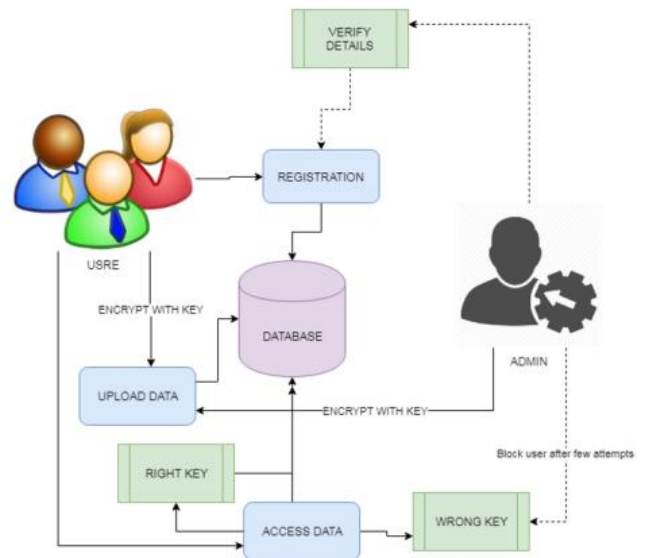 VERIFY
DETAILS
REGISTRATION
USRE
ENCRYPT WITH KEY
DATABASE
ADMIN
UPLOAD DATA
ENCRYPT WITH KEY
Block user after few attempts
RIGHT KEY
ACCESS DATA
WRONG KEY